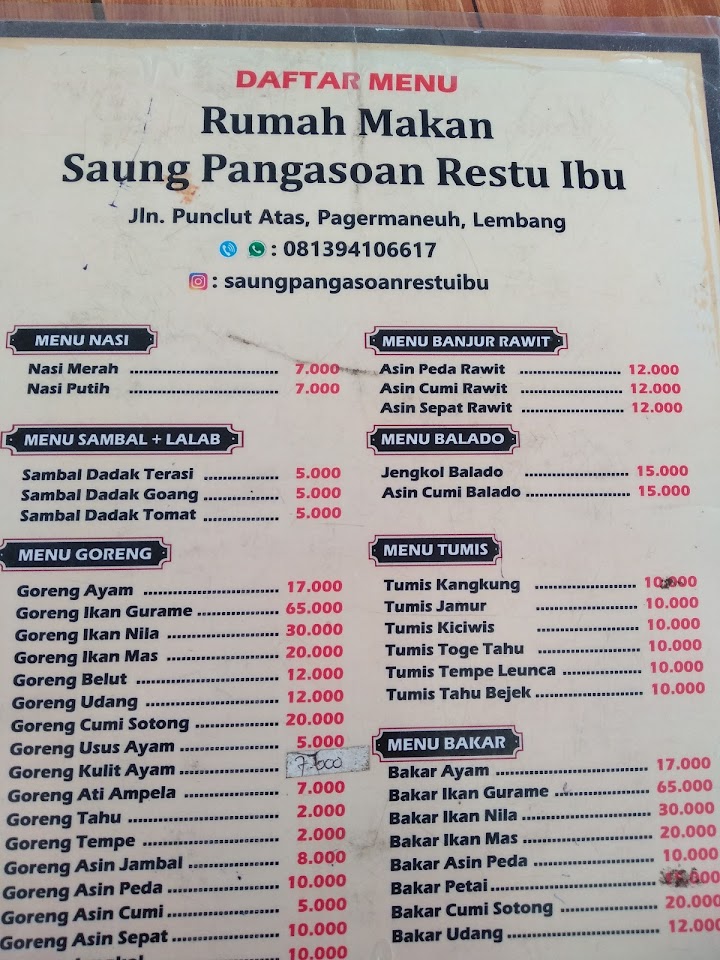 DAFTAR MENU
Rumah Makan
Saung Pangasoan Restu Ibu
Jln. Punclut Atas, Pagermaneuh, Lembang
: 081394106617
: saungpangasoanrestuibu
MENU NASI
Nasi Merah 7.000
Nasi Putih 7.000
MENU SAMBAL + LALAB
Sambal Dadak Terasi 5.000
Sambal Dadak Goang 5.000
Sambal Dadak Tomat 5.000
MENU GORENG
Goreng Ayam 17.000
Goreng Ikan Gurame 65.000
Goreng Ikan Nila 30.000
Goreng Ikan Mas 20.000
Goreng Belut 12.000
Goreng Udang 12.000
Goreng Cumi Sotong 20.000
Goreng Usus Ayam 5.000
Goreng Kulit Ayam 7.000
Goreng Ati Ampela 7.000
Goreng Tahu 2.000
Goreng Tempe 2.000
Goreng Asin Jambal 8.000
Goreng Asin Peda 10.000
Goreng Asin Cumi 5.000
Goreng Asin Sepat 10.000
10.000
MENU BANJUR RAWIT
Asin Peda Rawit 12.000
Asin Cumi Rawit 12.000
Asin Sepat Rawit 12.000
MENU BALADO
Jengkol Balado 15.000
Asin Cumi Balado 15.000
MENU TUMIS
Tumis Kangkung 10.000
Tumis Jamur 10.000
Tumis Kiciwis 10.000
Tumis Toge Tahu 10.000
Tumis Tempe Leunca 10.000
Tumis Tahu Bejek 10.000
MENU BAKAR
Bakar Ayam 17.000
Bakar Ikan Gurame 65.000
Bakar Ikan Nila 30.000
Bakar Ikan Mas 20.000
Bakar Asin Peda 10.000
Bakar Petai
Bakar Cumi Sotong 20.000
Bakar Udang 12.000